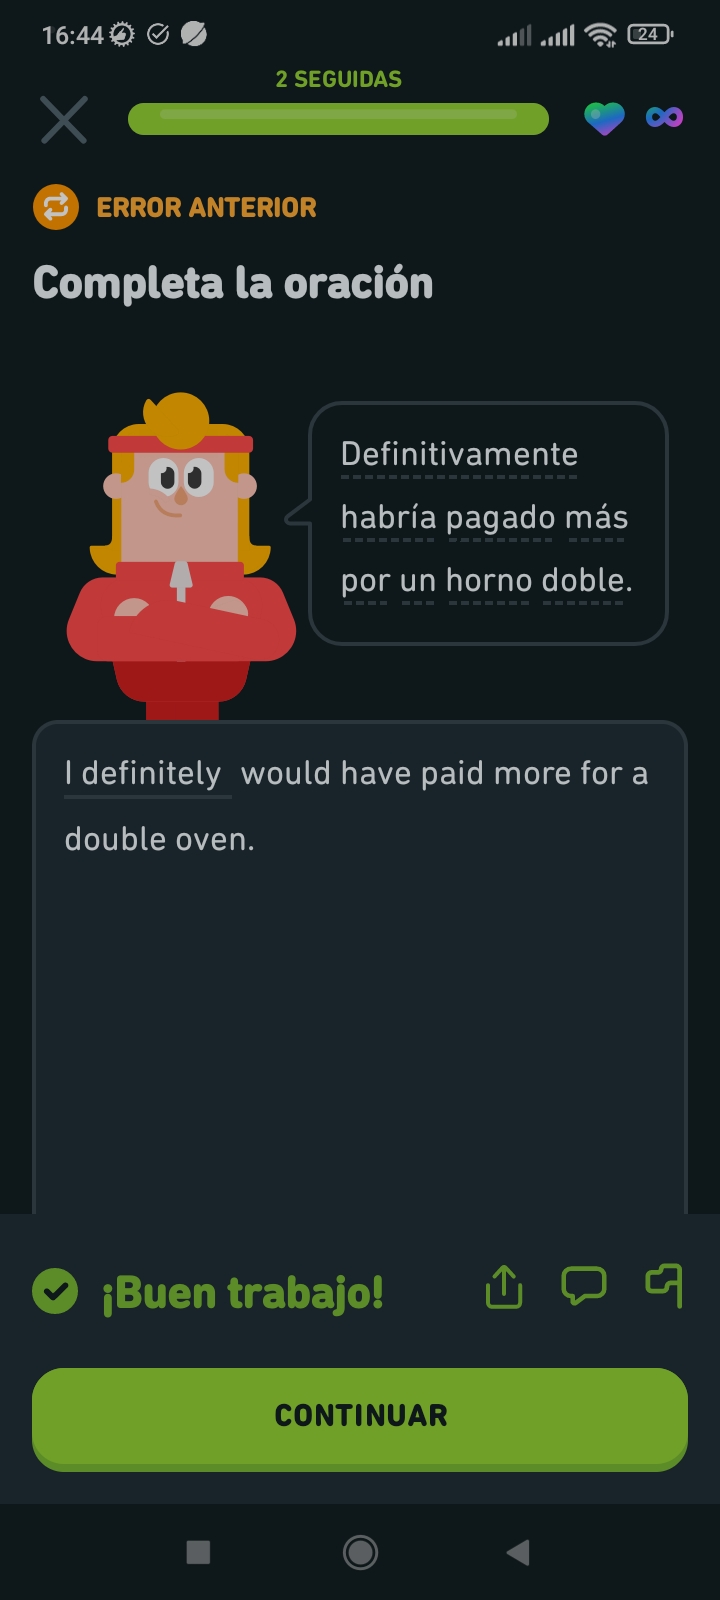 16:44
24
2 SEGUIDAS
ERROR ANTERIOR
Completa la oración
Definitivamente
habría pagado más
por un horno doble.
I definitely would have paid more for a
double oven.
¡Buen trabajo!
CONTINUAR